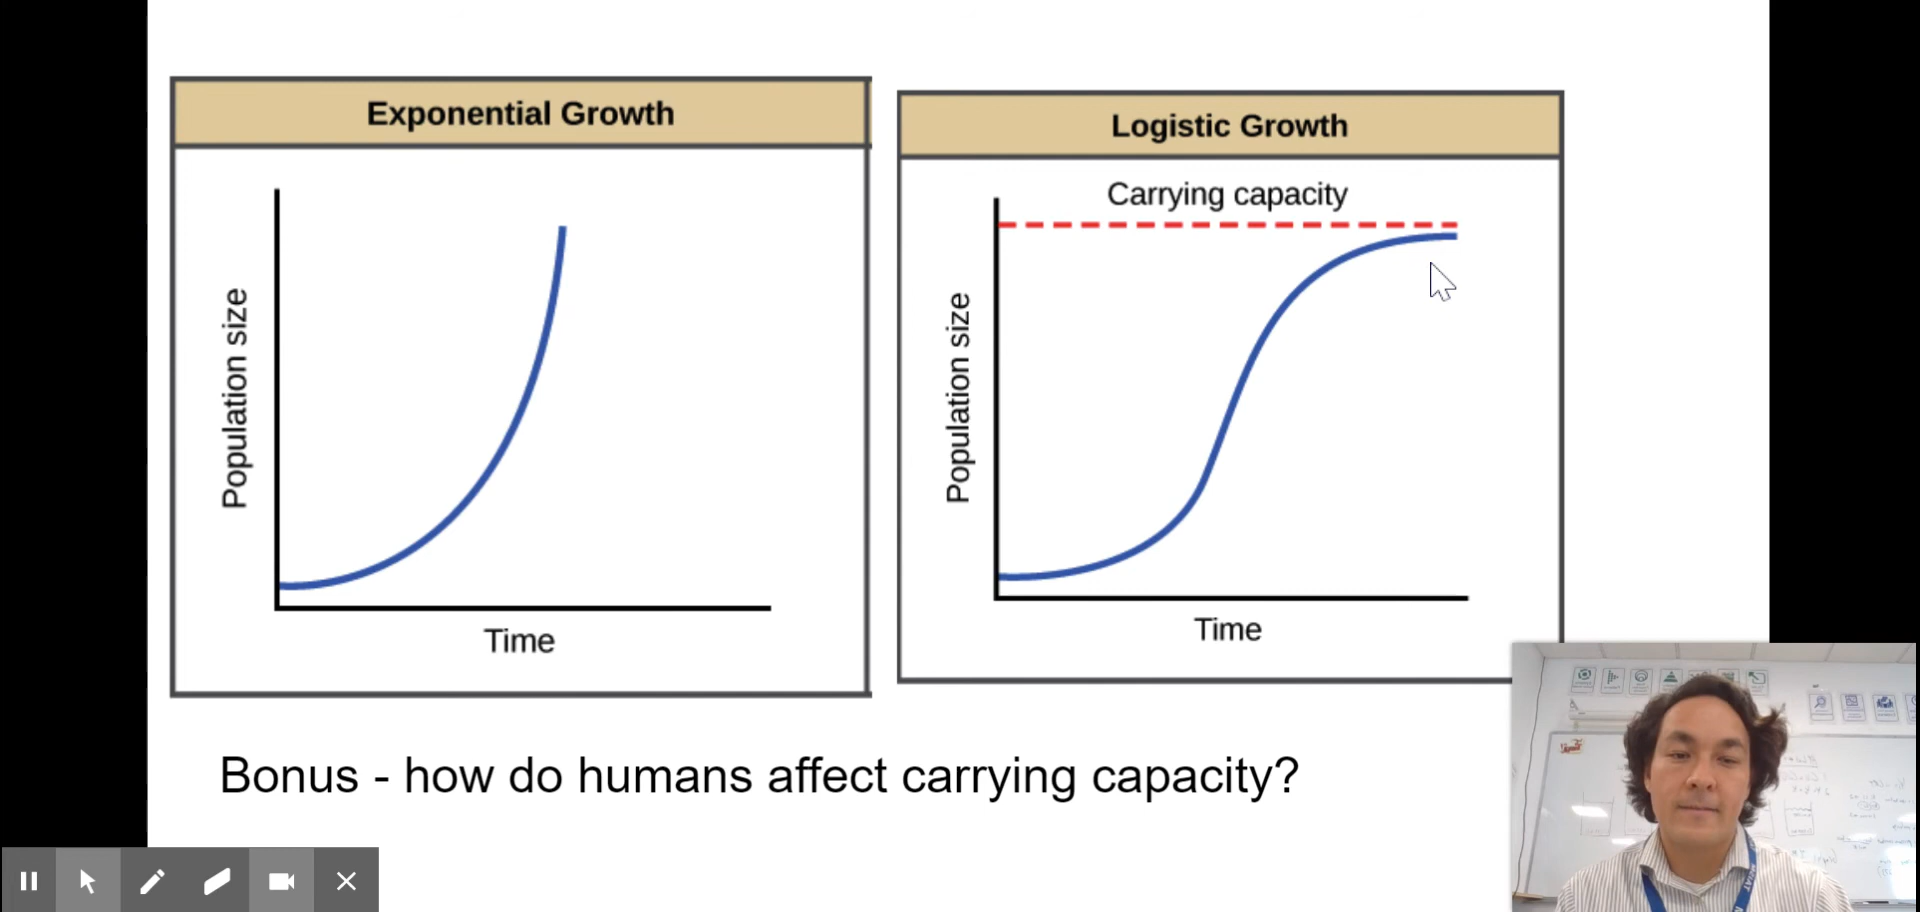 Exponential Growth
Population size
Time
Logistic Growth
Carrying capacity
Population size
Time
Bonus - how do humans affect carrying capacity?